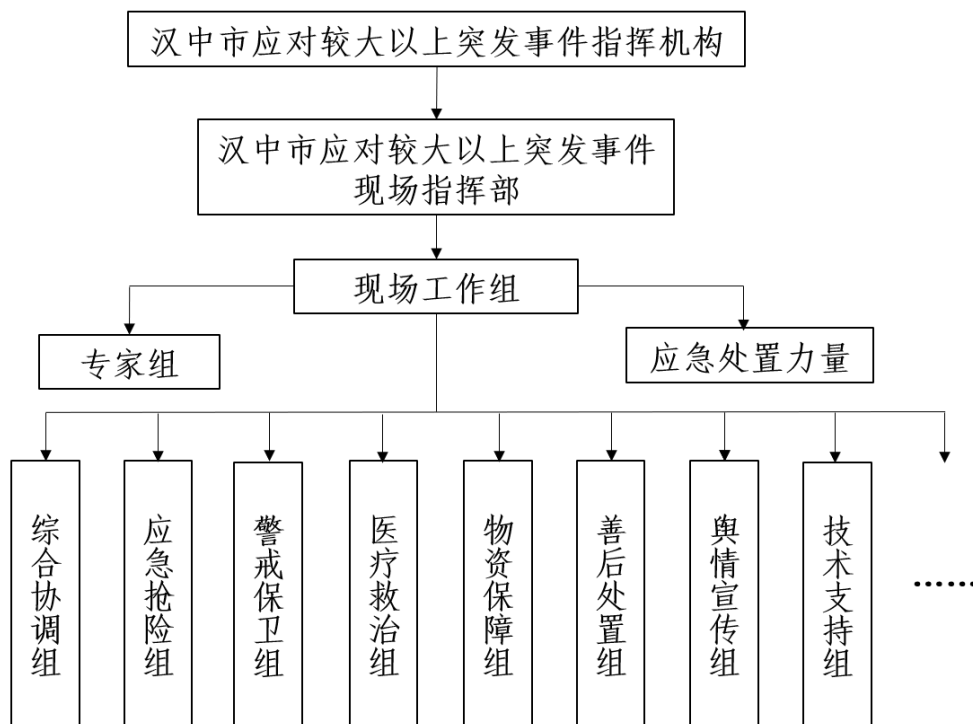 汉中市应对较大以上突发事件指挥机构
汉中市应对较大以上突发事件
现场指挥部
现场工作组
专家组
应急处置力量
综合协调组
应急抢险组
警戒保卫组
医疗救治组
物资保障组
善后处置组
舆情宣传组
技术支持组
……